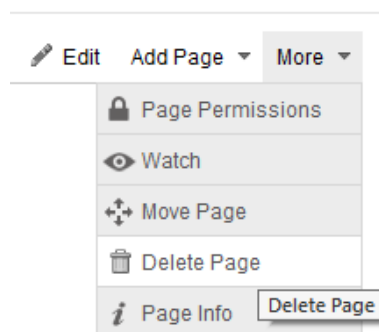 Edit Add Page More
Page Permissions
Watch
Move Page
Delete Page
Page Info
Delete Page